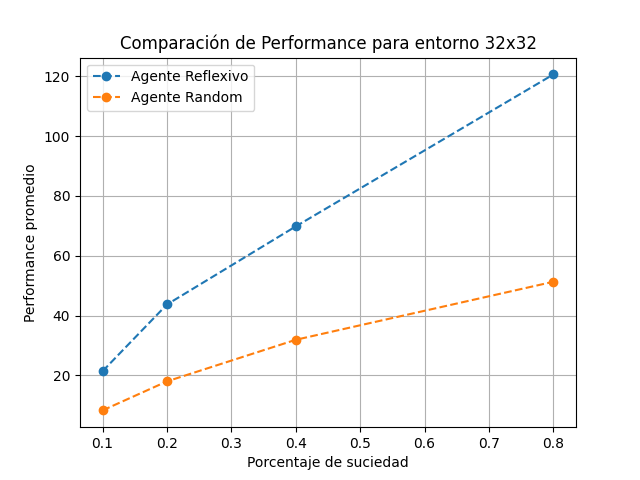 Comparación de Performance para entorno 32x32
Agente Reflexivo
Agente Random
Performance promedio
120
100
80
60
40
20
0.1 0.2 0.3 0.4 0.5 0.6 0.7 0.8
Porcentaje de suciedad